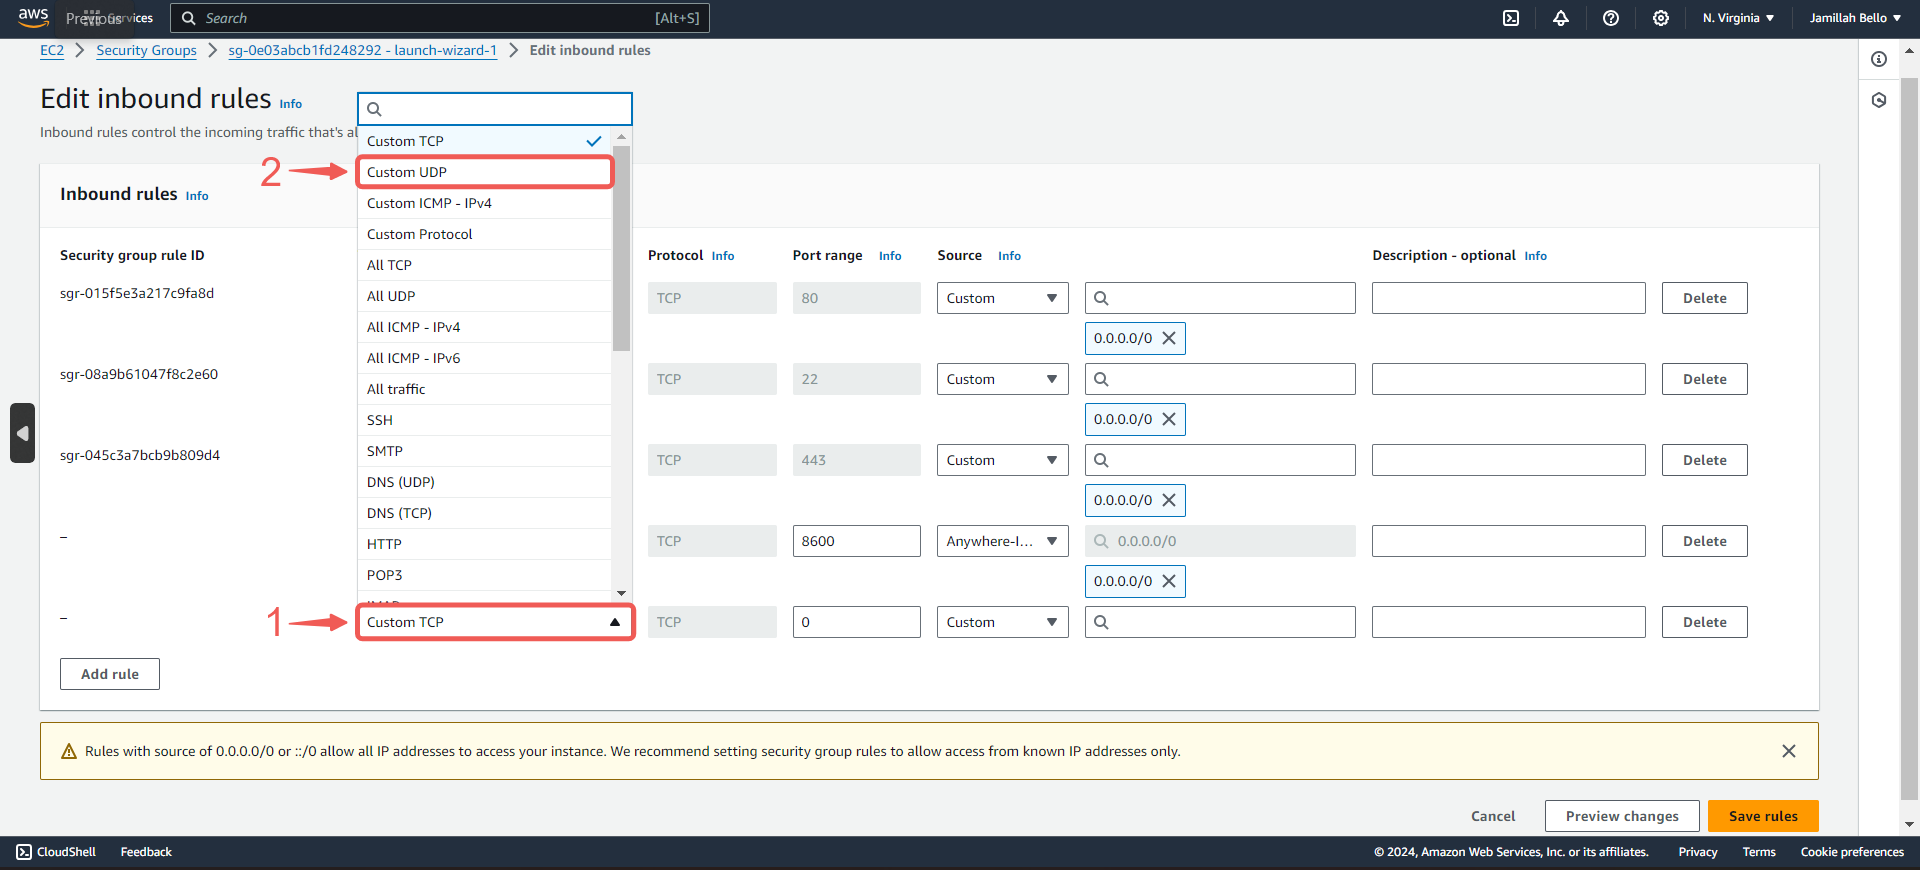 aws Previous Services Search [Alt+S] N. Virginia Jamillah Bello
EC2 Security Groups sg-0e03abcb1fd248292 - launch-wizard-1 Edit inbound rules
Edit inbound rules Info
Inbound rules control the incoming traffic that's al
Custom TCP
2 Custom UDP
Inbound rules Info
Custom ICMP - IPv4
Custom Protocol
Security group rule ID Protocol Info Port range Info Source Info Description - optional Info
All TCP
sgr-015f5e3a217c9fa8d TCP 80 Custom Delete
All UDP
All ICMP - IPv4
0.0.0.0/0
All ICMP - IPv6
sgr-08a9b61047f8c2e60 TCP 22 Custom Delete
All traffic
SSH 0.0.0.0/0
SMTP
sgr-045c3a7bcb9b809d4 TCP 443 Custom Delete
DNS (UDP)
0.0.0.0/0
DNS (TCP)
– HTTP TCP 8600 Anywhere-I... 0.0.0.0/0 Delete
POP3 0.0.0.0/0
– 1 Custom TCP TCP 0 Custom Delete
Add rule
Rules with source of 0.0.0.0/0 or ::/0 allow all IP addresses to access your instance. We recommend setting security group rules to allow access from known IP addresses only.
Cancel Preview changes Save rules
CloudShell Feedback © 2024, Amazon Web Services, Inc. or its affiliates. Privacy Terms Cookie preferences